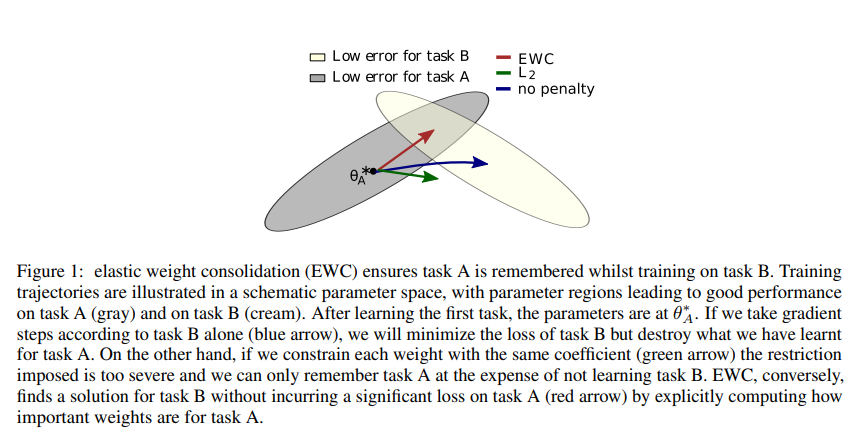 Low error for task B
Low error for task A
EWC
L2
no penalty
θ*A
Figure 1: elastic weight consolidation (EWC) ensures task A is remembered whilst training on task B. Training
trajectories are illustrated in a schematic parameter space, with parameter regions leading to good performance
on task A (gray) and on task B (cream). After learning the first task, the parameters are at θ*A. If we take gradient
steps according to task B alone (blue arrow), we will minimize the loss of task B but destroy what we have learnt
for task A. On the other hand, if we constrain each weight with the same coefficient (green arrow) the restriction
imposed is too severe and we can only remember task A at the expense of not learning task B. EWC, conversely,
finds a solution for task B without incurring a significant loss on task A (red arrow) by explicitly computing how
important weights are for task A.